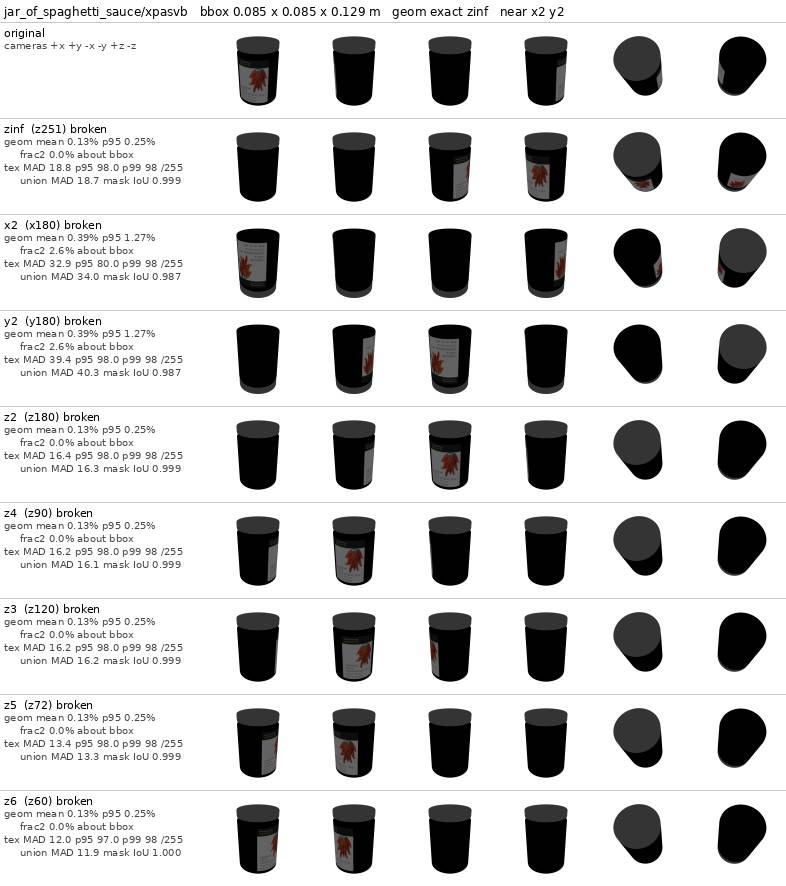 jar_of_spaghetti_sauce/xpasvb bbox 0.085 x 0.085 x 0.129 m geom exact zinf near x2 y2
original
cameras +x +y -x -y +z -z
zinf (z251) broken
geom mean 0.13% p95 0.25%
frac2 0.0% about bbox
tex MAD 18.8 p95 98.0 p99 98 /255
union MAD 18.7 mask IoU 0.999
x2 (x180) broken
geom mean 0.39% p95 1.27%
frac2 2.6% about bbox
tex MAD 32.9 p95 80.0 p99 98 /255
union MAD 34.0 mask IoU 0.987
y2 (y180) broken
geom mean 0.39% p95 1.27%
frac2 2.6% about bbox
tex MAD 39.4 p95 98.0 p99 98 /255
union MAD 40.3 mask IoU 0.987
z2 (z180) broken
geom mean 0.13% p95 0.25%
frac2 0.0% about bbox
tex MAD 16.4 p95 98.0 p99 98 /255
union MAD 16.3 mask IoU 0.999
z4 (z90) broken
geom mean 0.13% p95 0.25%
frac2 0.0% about bbox
tex MAD 16.2 p95 98.0 p99 98 /255
union MAD 16.1 mask IoU 0.999
z3 (z120) broken
geom mean 0.13% p95 0.25%
frac2 0.0% about bbox
tex MAD 16.2 p95 98.0 p99 98 /255
union MAD 16.2 mask IoU 0.999
z5 (z72) broken
geom mean 0.13% p95 0.25%
frac2 0.0% about bbox
tex MAD 13.4 p95 98.0 p99 98 /255
union MAD 13.3 mask IoU 0.999
z6 (z60) broken
geom mean 0.13% p95 0.25%
frac2 0.0% about bbox
tex MAD 12.0 p95 97.0 p99 98 /255
union MAD 11.9 mask IoU 1.000